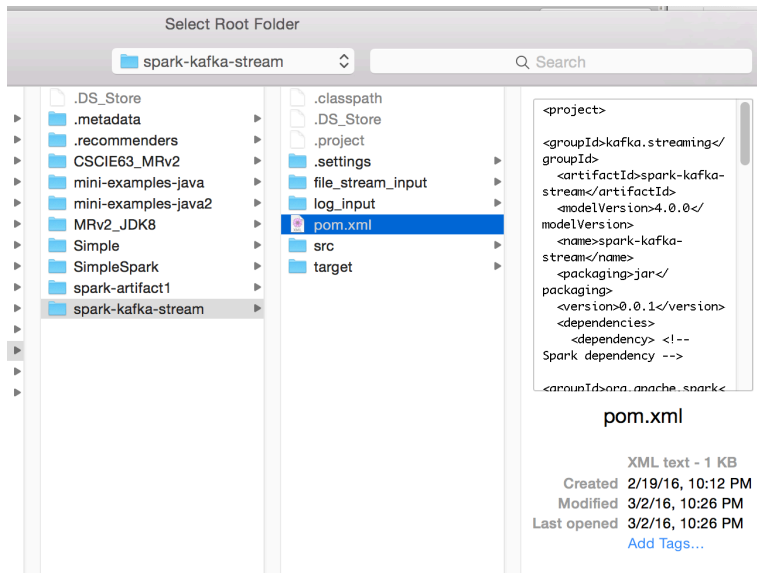 Select Root Folder
spark-kafka-stream
Search
.DS_Store
.metadata
.recommenders
CSCIE63_MRv2
mini-examples-java
mini-examples-java2
MRv2_JDK8
Simple
SimpleSpark
spark-artifact1
spark-kafka-stream
.classpath
.DS_Store
.project
.settings
file_stream_input
log_input
pom.xml
src
target
<project>
<groupId>kafka.streaming</
groupId>
<artifactId>spark-kafka-
stream</artifactId>
<modelVersion>4.0.0</
modelVersion>
<name>spark-kafka-
stream</name>
<packaging>jar</
packaging>
<version>0.0.1</version>
<dependencies>
<dependency> <!--
Spark dependency -->
<groupId>org.apache.spark<
pom.xml
XML text - 1 KB
Created 2/19/16, 10:12 PM
Modified 3/2/16, 10:26 PM
Last opened 3/2/16, 10:26 PM
Add Tags…